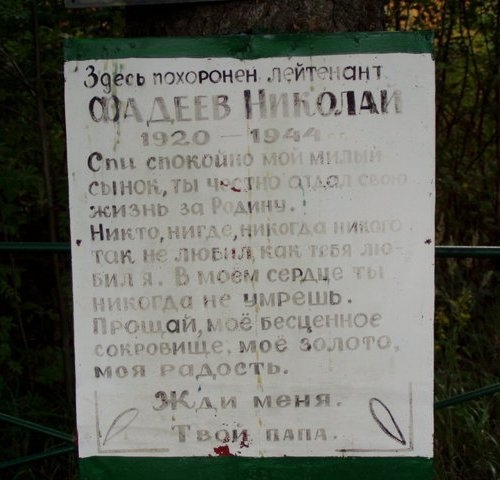 Здесь похоронен лейтенант
Фадеев Николай
1920 — 1944
Спи спокойно мой милый
сынок, ты честно отдал свою
жизнь за Родину.
Никто, нигде, никогда никого
так не любил, как тебя лю-
бил я. В моём сердце ты
никогда не умрешь.
Прощай, моё бесценное
сокровище, моё золото,
моя радость.
Жди меня.
Твой папа.